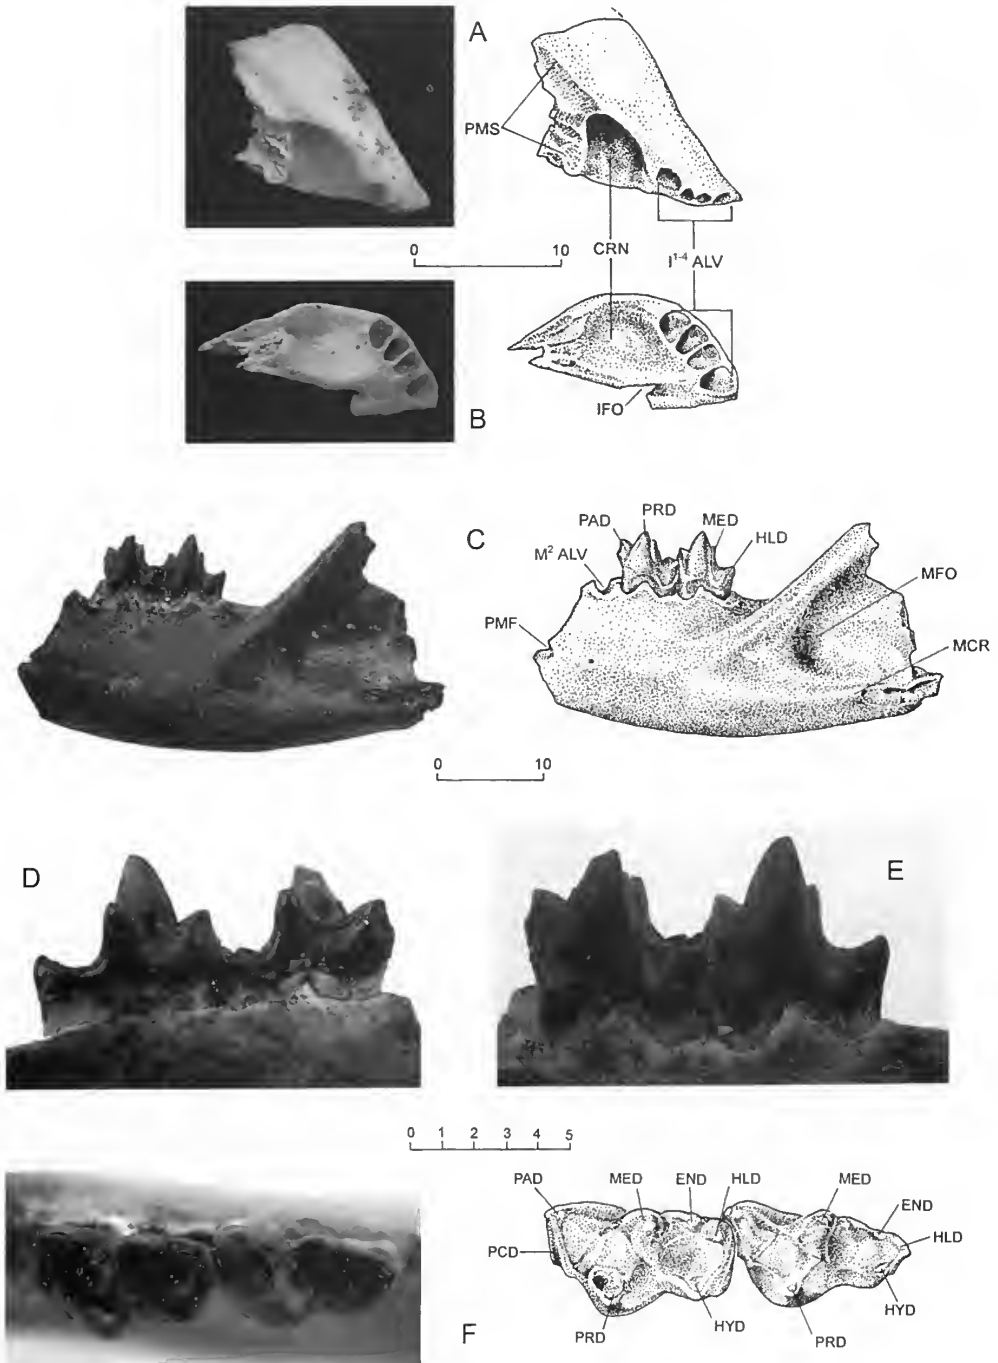 A
PMS
CRN
I¹⁻⁴ ALV
0 10
IFO
B
C
PAD PRD MED HLD
M² ALV
MFO
PMF
MCR
0 10
D
E
0 1 2 3 4 5
PAD MED END HLD MED
END
HLD
PCD
HYD
PRD HYD PRD
F